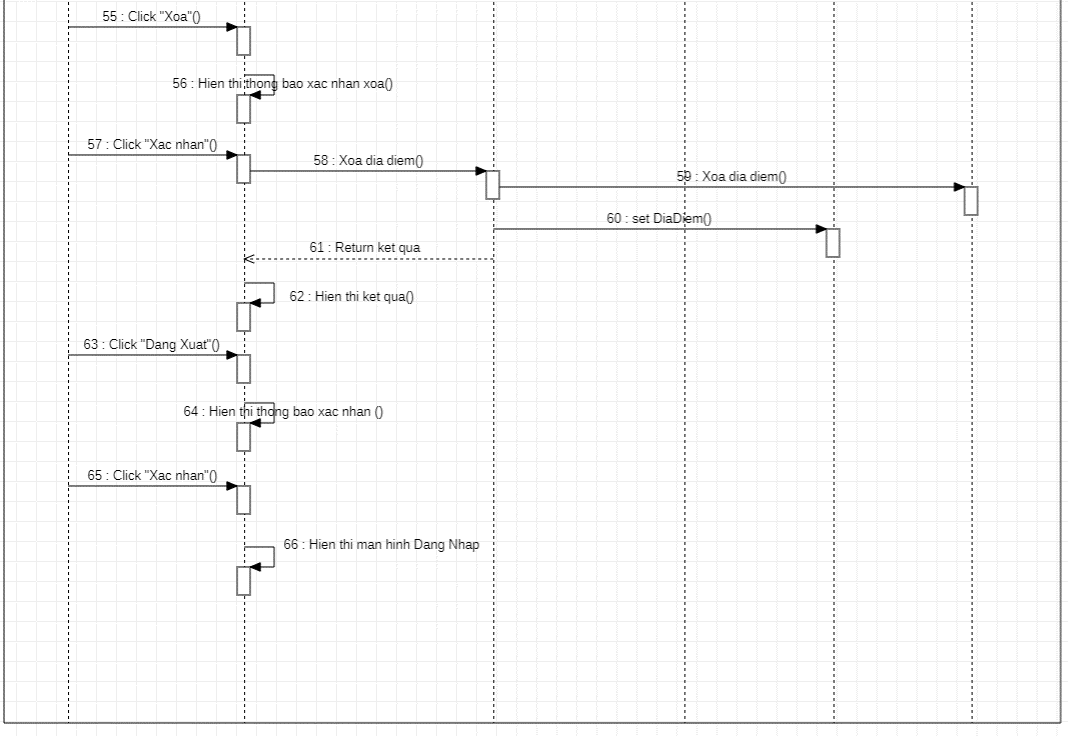 55 : Click "Xoa"()
56 : Hien thi thong bao xac nhan xoa()
57 : Click "Xac nhan"()
58 : Xoa dia diem()
59 : Xoa dia diem()
60 : set DiaDiem()
61 : Return ket qua
62 : Hien thi ket qua()
63 : Click "Dang Xuat"()
64 : Hien thi thong bao xac nhan ()
65 : Click "Xac nhan"()
66 : Hien thi man hinh Dang Nhap